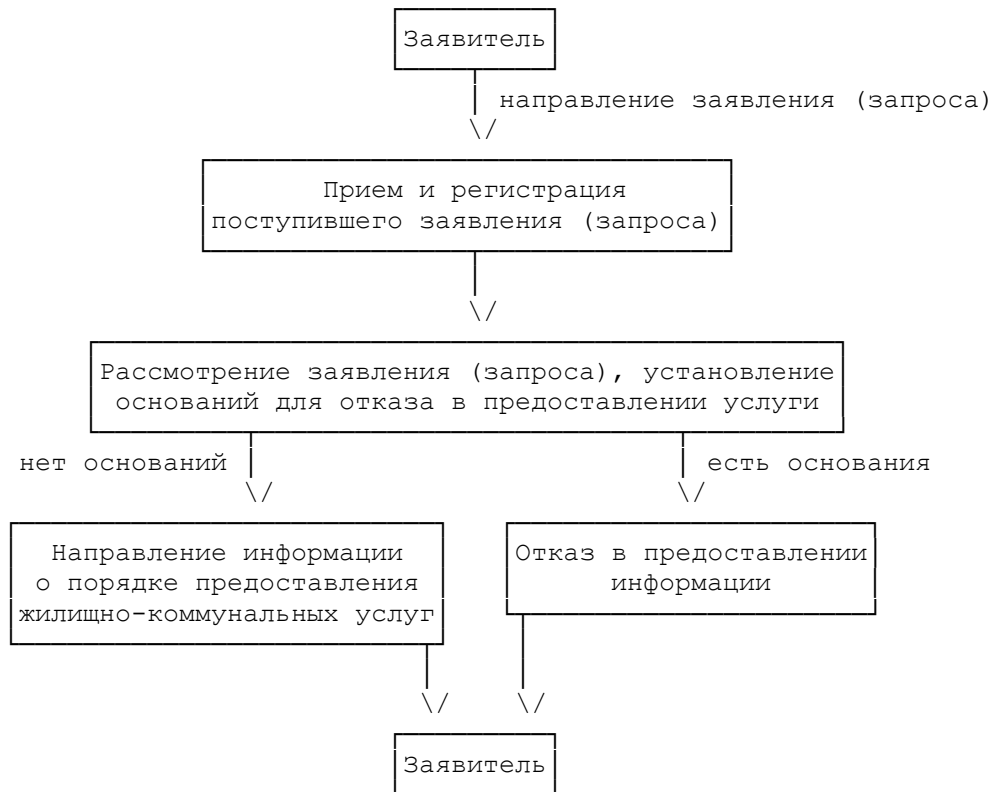 Заявитель
направление заявления (запроса)
Прием и регистрация
поступившего заявления (запроса)
Рассмотрение заявления (запроса), установление
оснований для отказа в предоставлении услуги
нет оснований
есть основания
Направление информации
о порядке предоставления
жилищно-коммунальных услуг
Отказ в предоставлении
информации
Заявитель